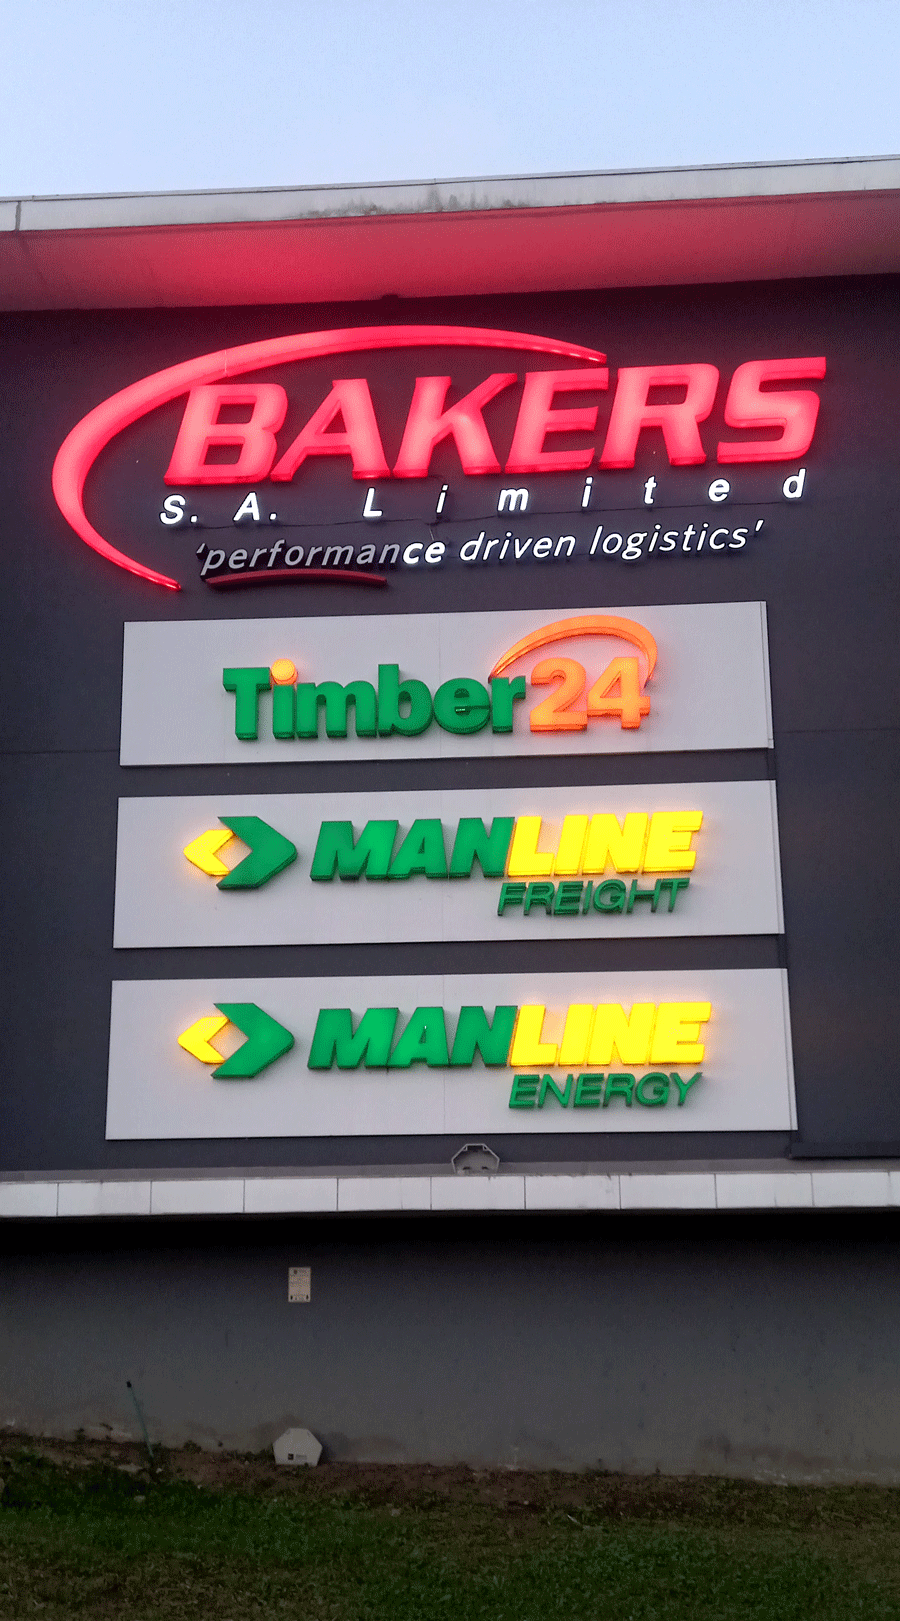 BAKERS
S.A. Limited
'performance driven logistics'
Timber24
MANLINE
FREIGHT
MANLINE
ENERGY